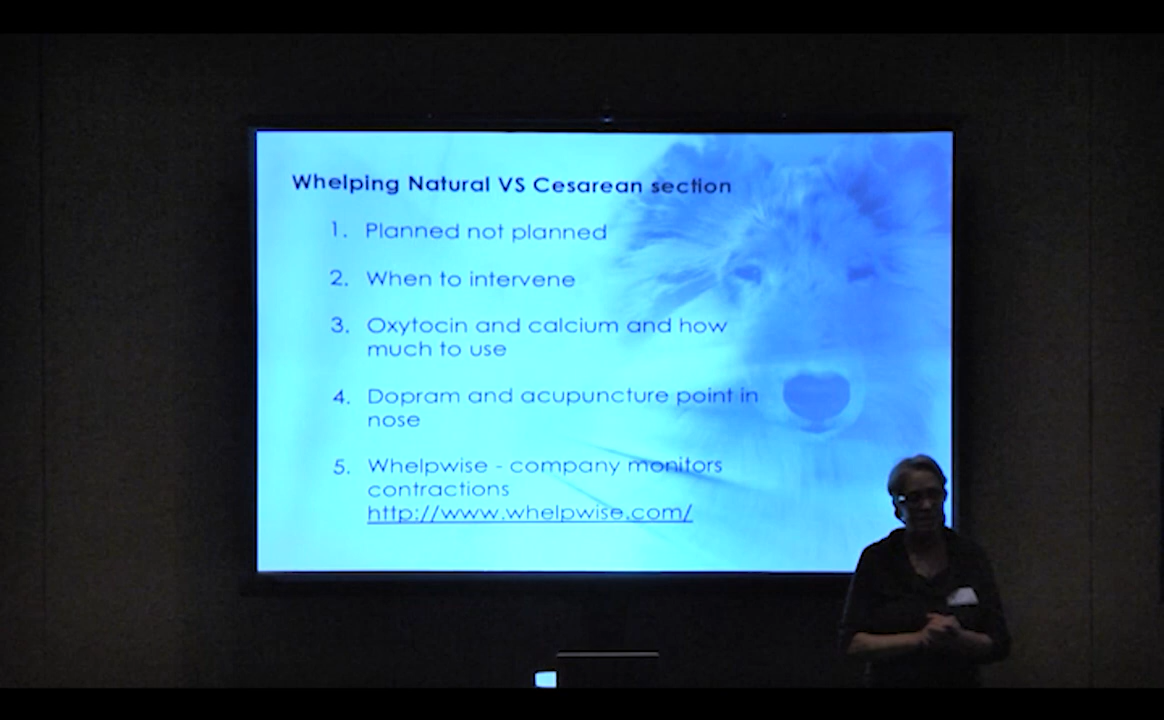 Whelping Natural VS Cesarean section
1. Planned not planned
2. When to intervene
3. Oxytocin and calcium and how
much to use
4. Dopram and acupuncture point in
nose
5. Whelpwise - company monitors
contractions
http://www.whelpwise.com/